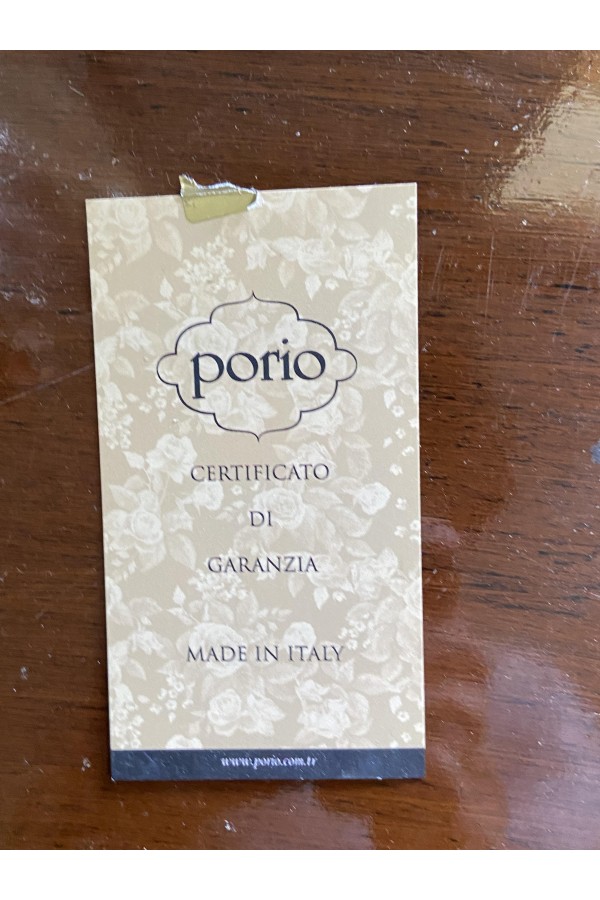 porio
CERTIFICATO
DI
GARANZIA
MADE IN ITALY
www.porio.com.tr